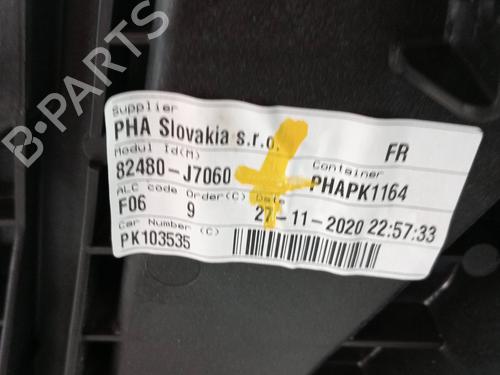 B-PARTS
Supplier
PHA Slovakia s.r.o.
FR
Modul Id(M)
Container
82480-J7060
PHAPK1164
ALC code Order(C) Date
F06 9 27-11-2020 22:57:33
Car Number (C)
PK103535